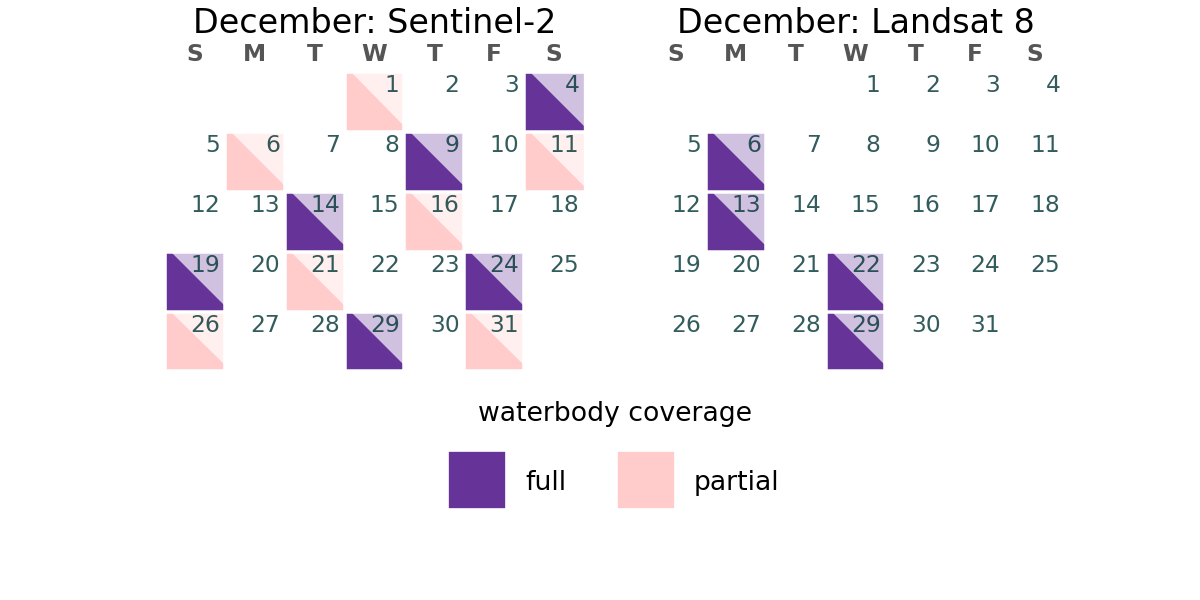 December: Sentinel-2
S M T W T F S
1 2 3 4
5 6 7 8 9 10 11
12 13 14 15 16 17 18
19 20 21 22 23 24 25
26 27 28 29 30 31
December: Landsat 8
S M T W T F S
1 2 3 4
5 6 7 8 9 10 11
12 13 14 15 16 17 18
19 20 21 22 23 24 25
26 27 28 29 30 31
waterbody coverage
full partial